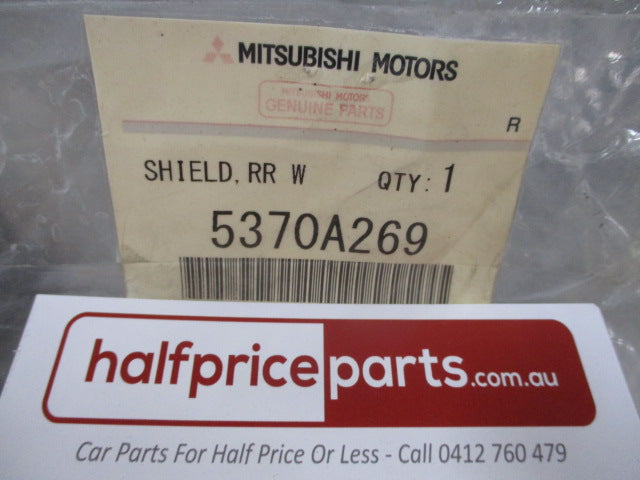 MITSUBISHI MOTORS
MITSUBISHI MOTORS
GENUINE PARTS
R
SHIELD, RR W QTY: 1
5370A269
halfpriceparts.com.au
Car Parts For Half Price Or Less - Call 0412 760 479